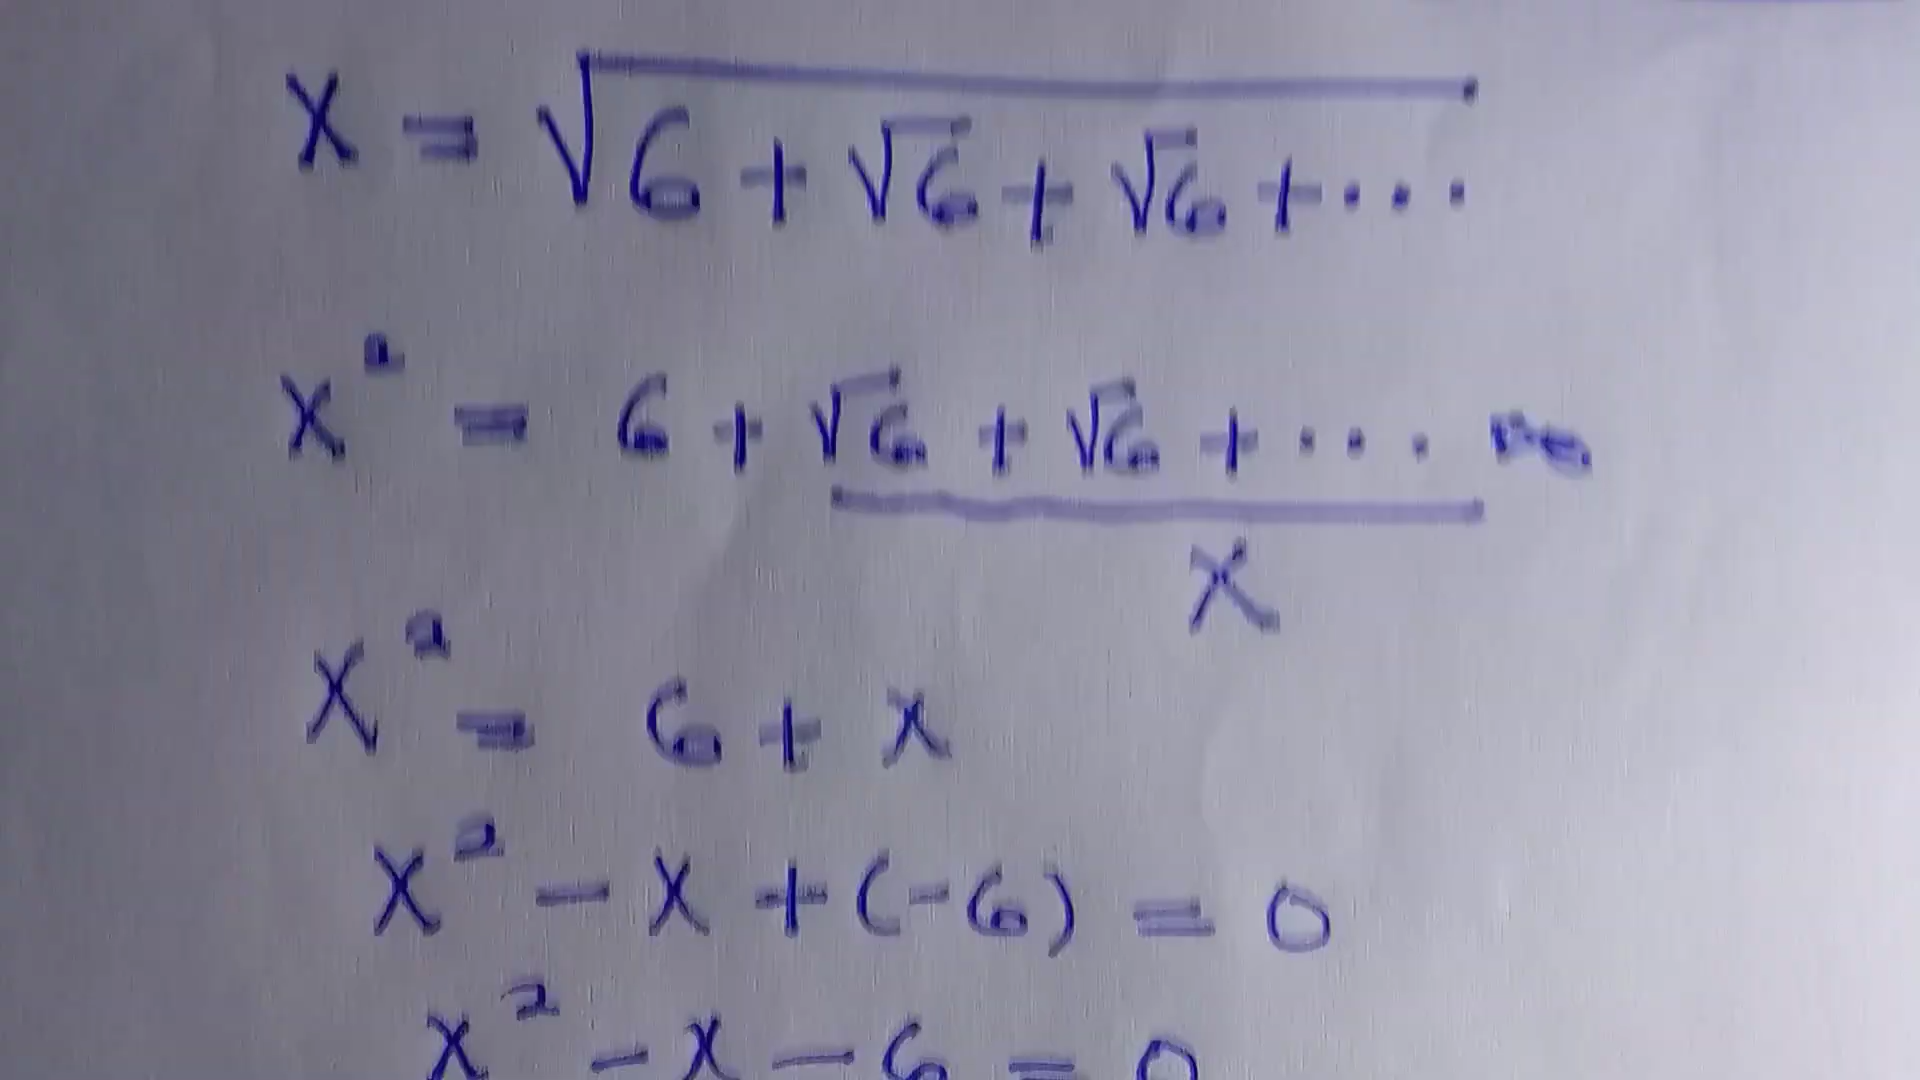 x = √6 + √6 + √6 + ...
x² = 6 + √6 + √6 + ...
x
x² = 6 + x
x² - x + (-6) = 0
x² - x - 6 = 0